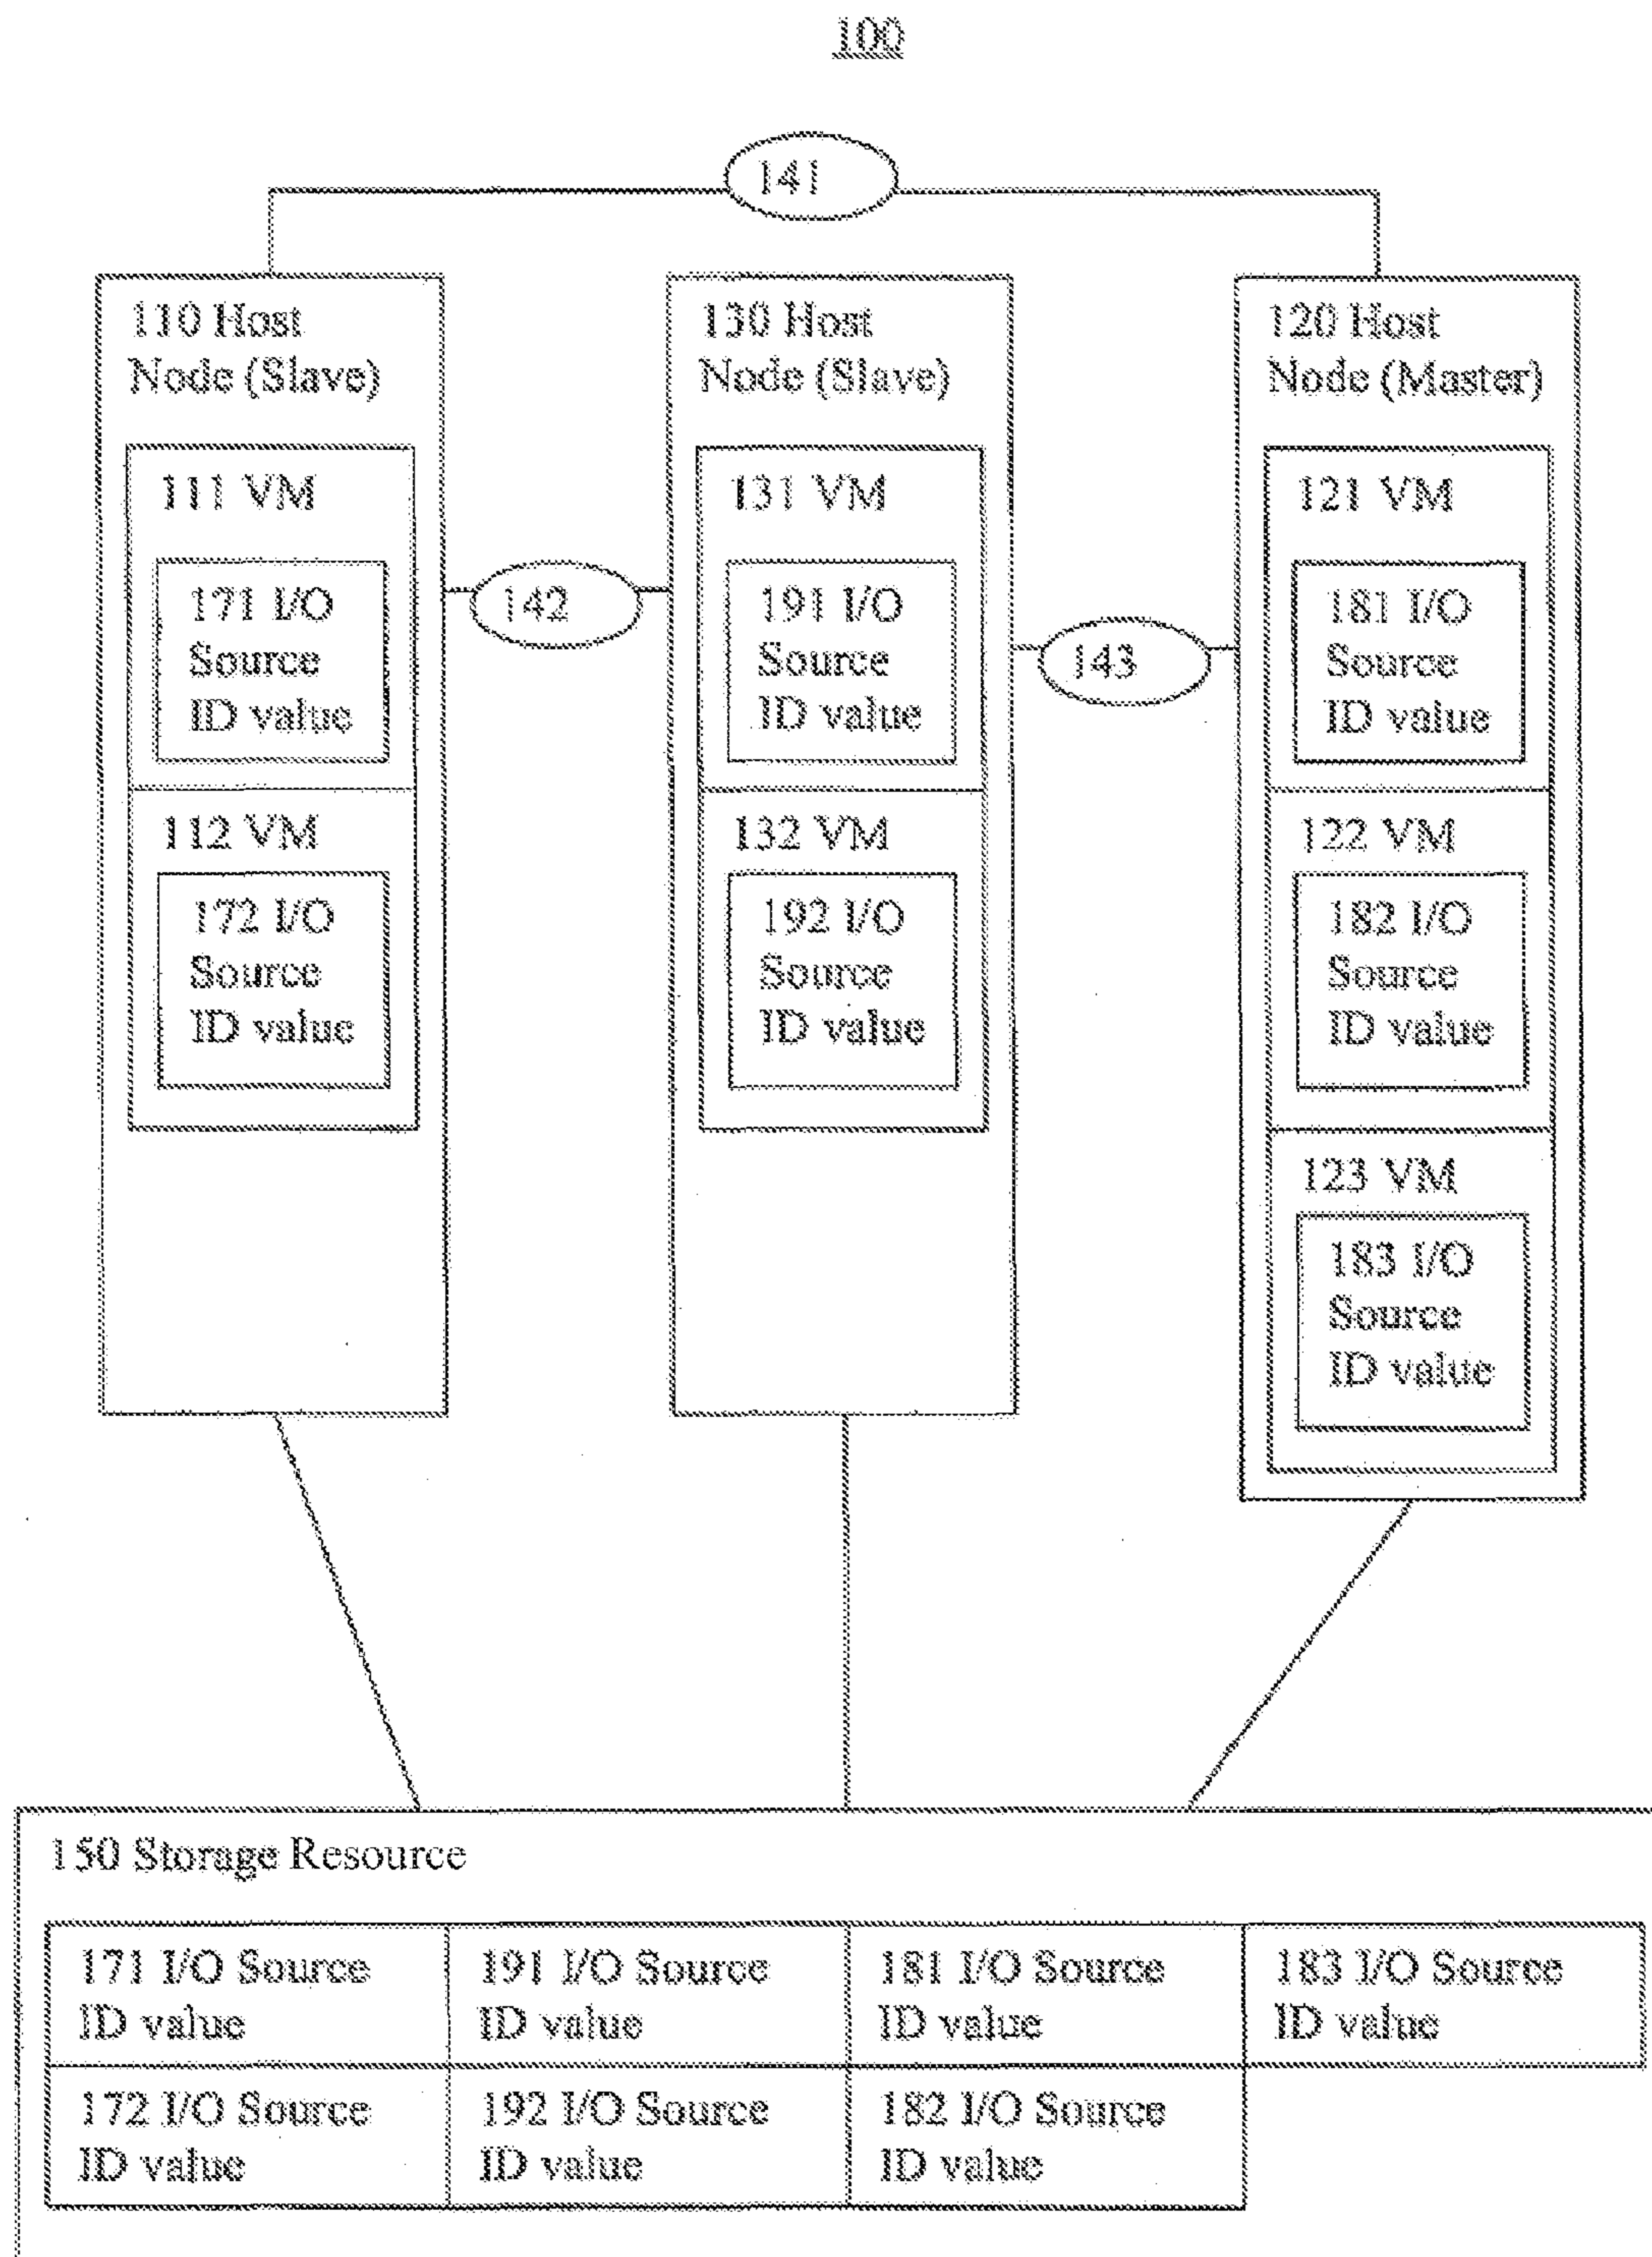 100
141
110 Host
Node (Slave)
130 Host
Node (Slave)
120 Host
Node (Master)
111 VM
171 I/O
Source
ID value
112 VM
172 I/O
Source
ID value
142
131 VM
191 I/O
Source
ID value
132 VM
192 I/O
Source
ID value
143
121 VM
181 I/O
Source
ID value
122 VM
182 I/O
Source
ID value
123 VM
183 I/O
Source
ID value
150 Storage Resource
171 I/O Source
ID value
191 I/O Source
ID value
181 I/O Source
ID value
183 I/O Source
ID value
172 I/O Source
ID value
192 I/O Source
ID value
182 I/O Source
ID value